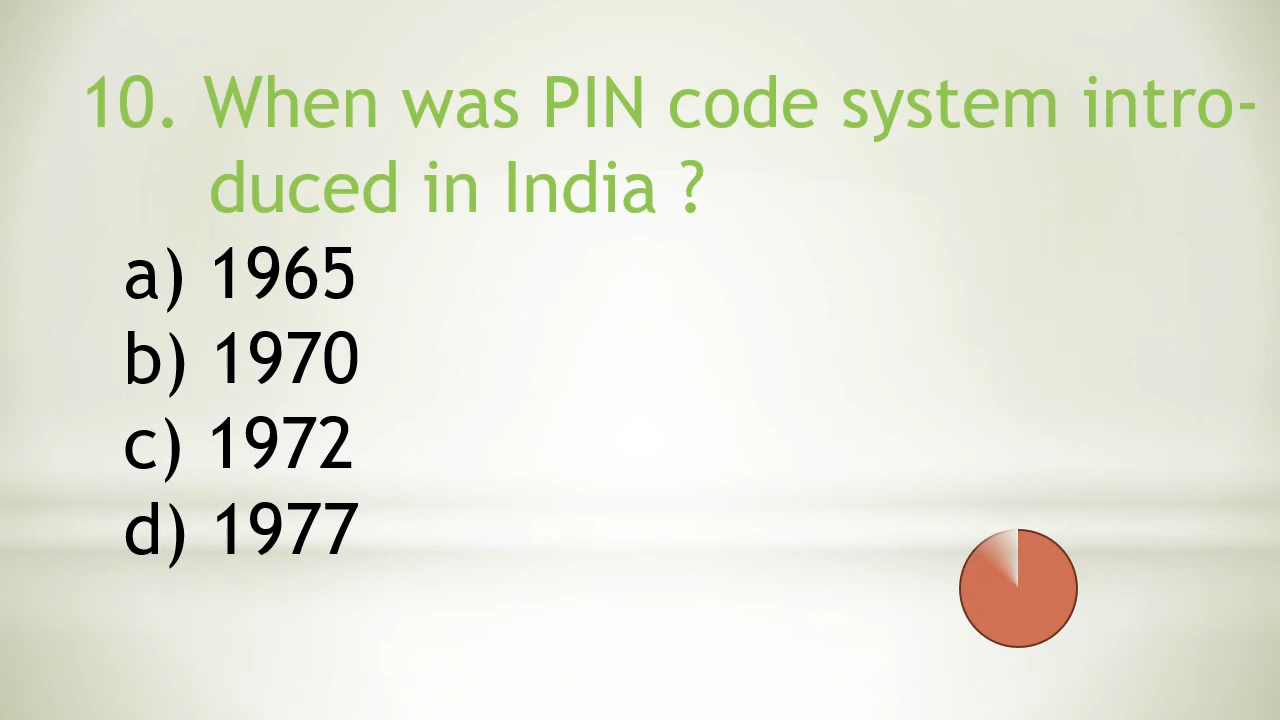 10. When was PIN code system intro-
duced in India ?
a) 1965
b) 1970
c) 1972
d) 1977